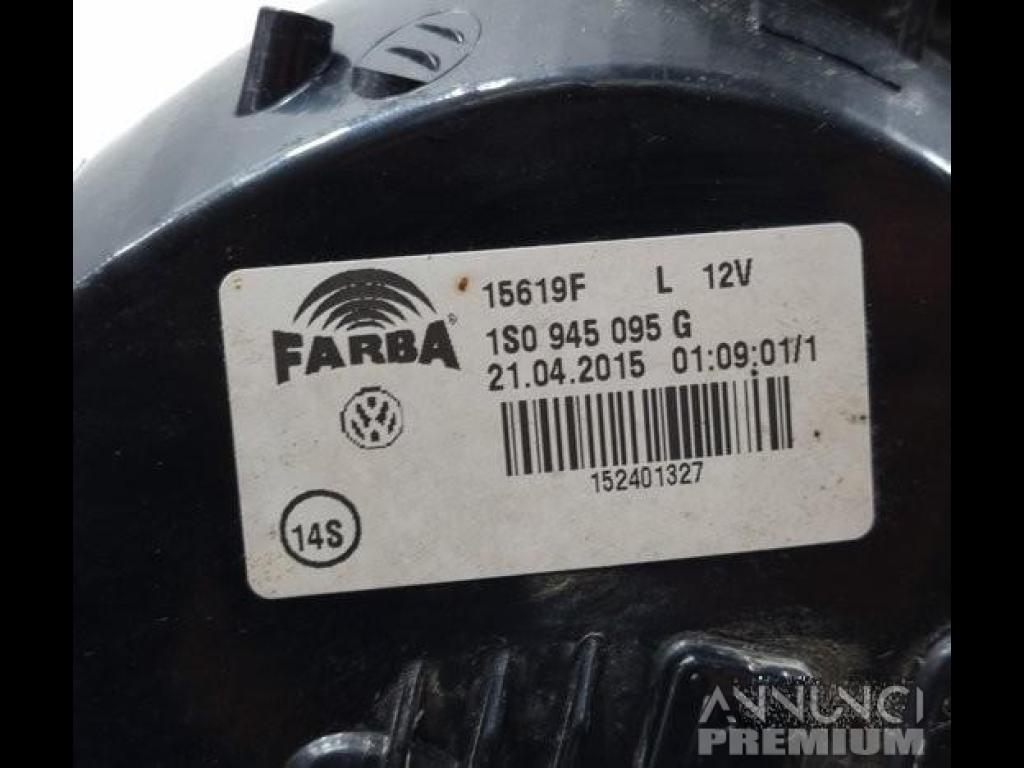 FARBA®
15619F L 12V
1S0 945 095 G
21.04.2015 01:09:01/1
152401327
14S
ANNUNCI
PREMIUM